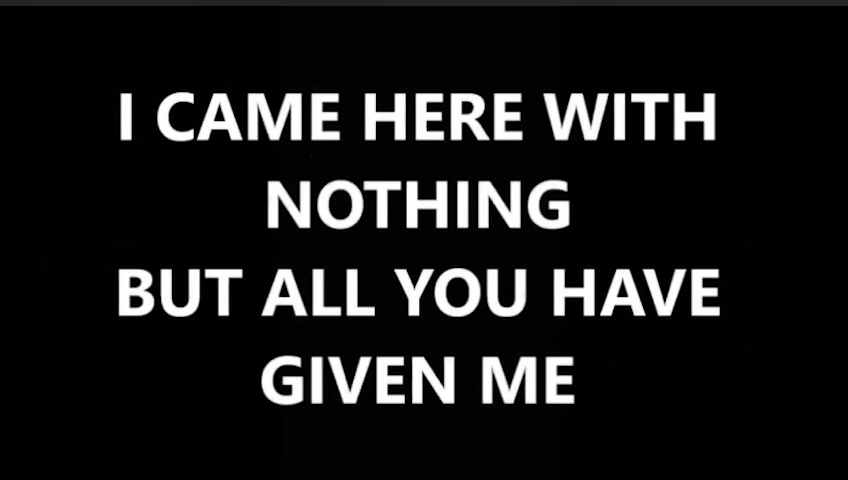 I CAME HERE WITH
NOTHING
BUT ALL YOU HAVE
GIVEN ME